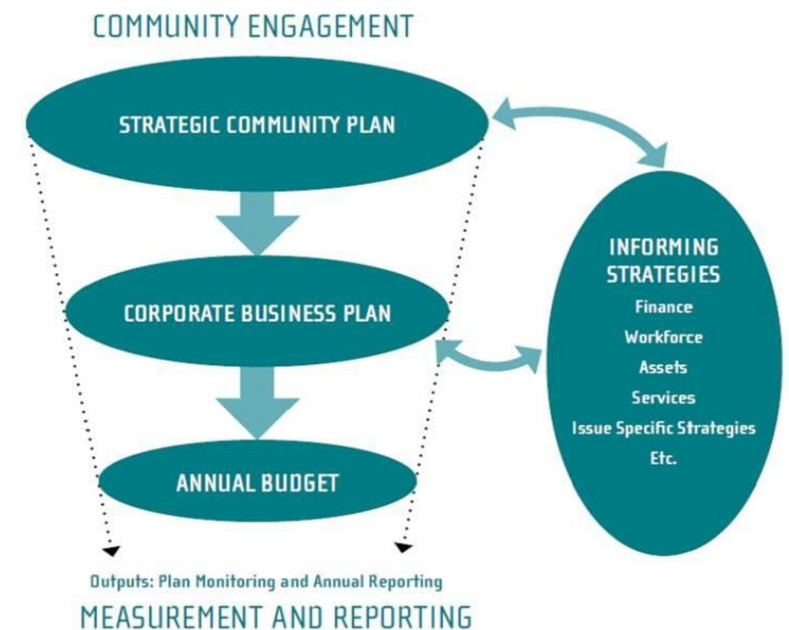 COMMUNITY ENGAGEMENT
STRATEGIC COMMUNITY PLAN
CORPORATE BUSINESS PLAN
ANNUAL BUDGET
INFORMING
STRATEGIES
Finance
Workforce
Assets
Services
Issue Specific Strategies
Etc.
Outputs: Plan Monitoring and Annual Reporting
MEASUREMENT AND REPORTING